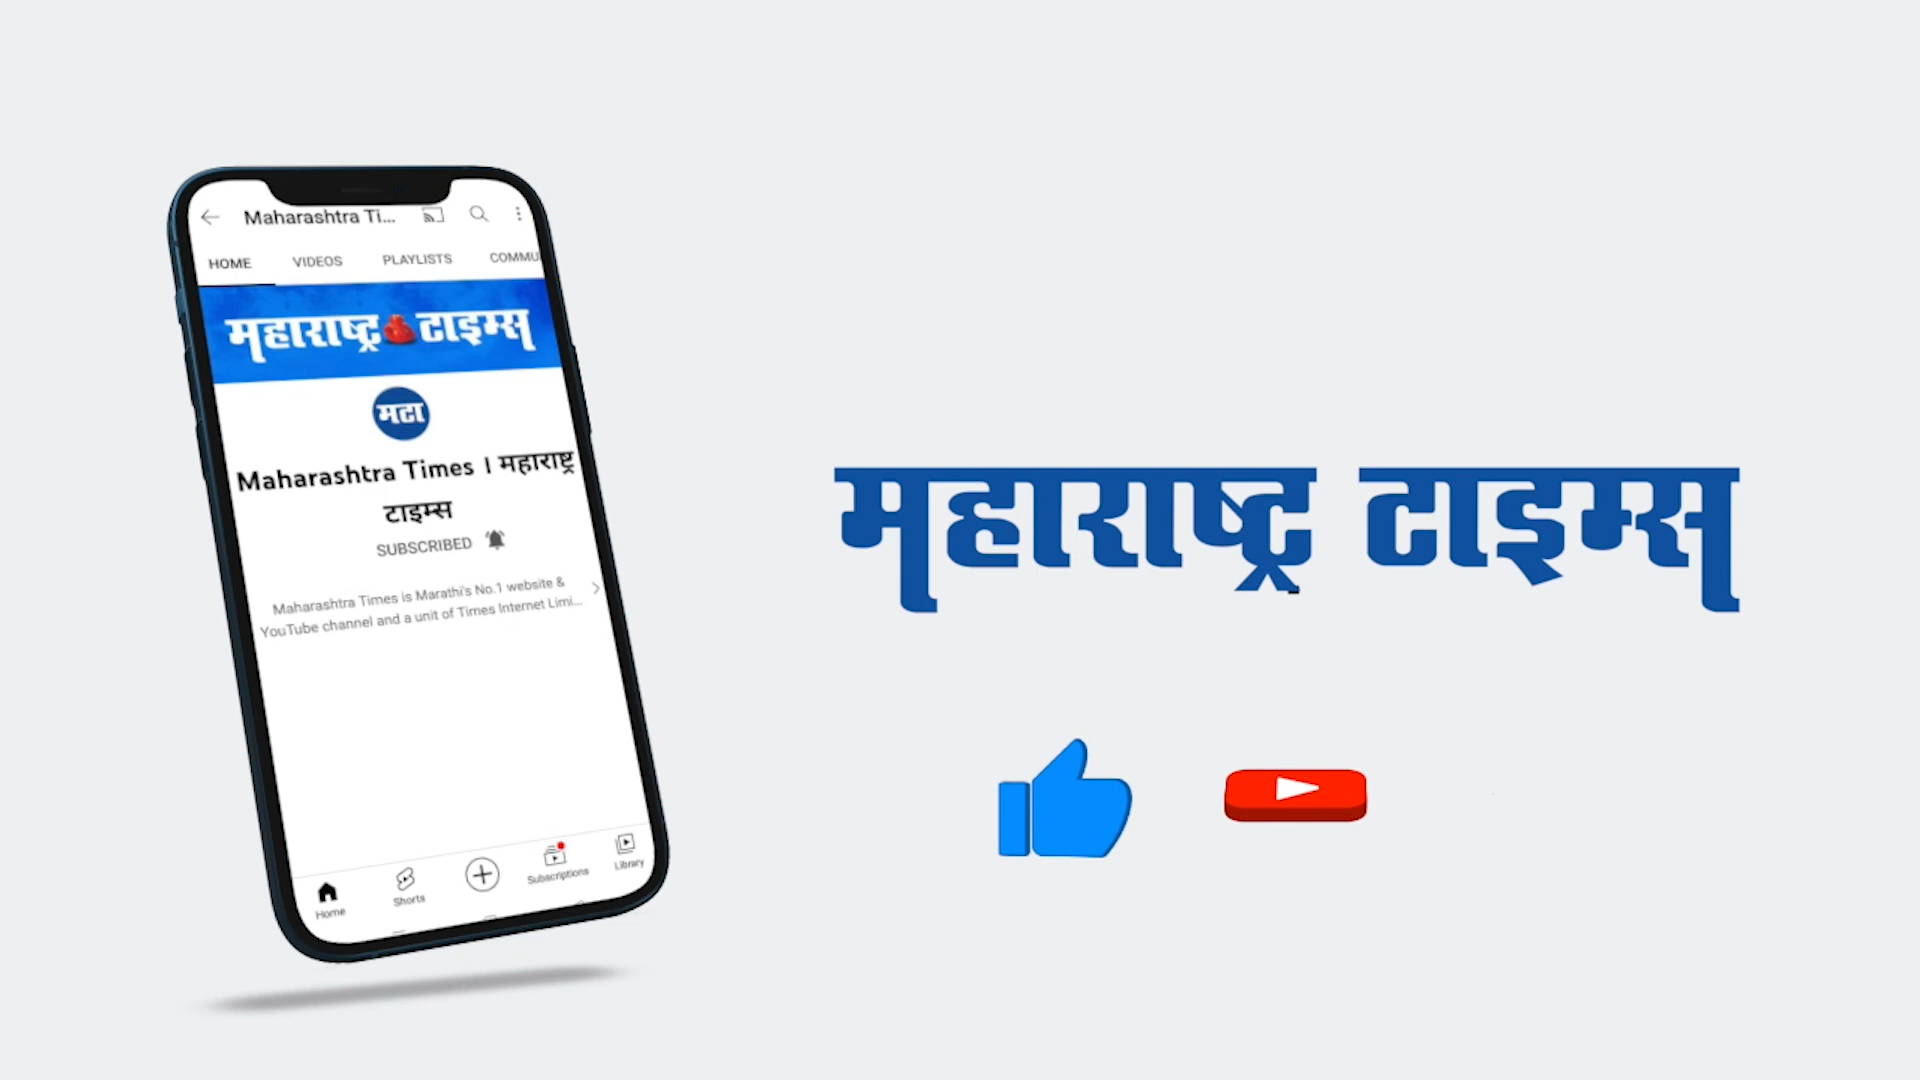 Maharashtra Ti...
HOME VIDEOS PLAYLISTS COMMU
महाराष्ट्र टाइम्स
मटा
Maharashtra Times । महाराष्ट्र
टाइम्स
SUBSCRIBED
Maharashtra Times is Marathi's No.1 website &
YouTube channel and a unit of Times Internet Limi...
Home Shorts Subscriptions Library
महाराष्ट्र टाइम्स